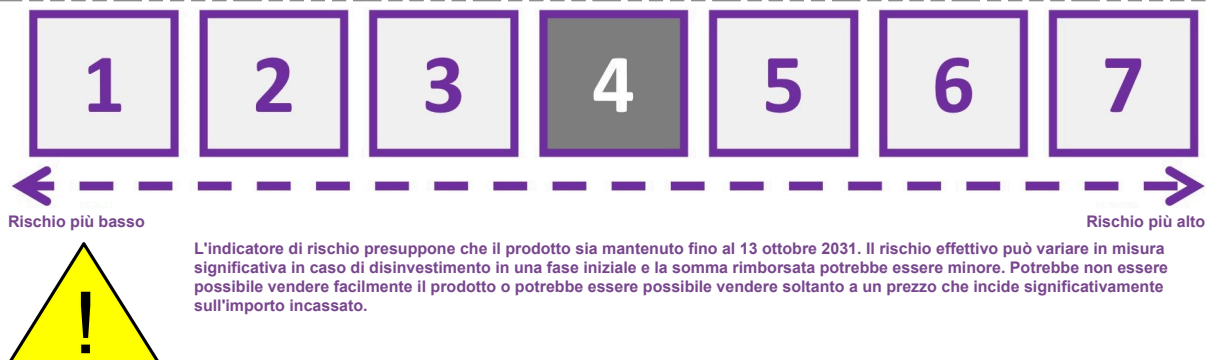 1 2 3 4 5 6 7
Rischio più basso Rischio più alto
L'indicatore di rischio presuppone che il prodotto sia mantenuto fino al 13 ottobre 2031. Il rischio effettivo può variare in misura
significativa in caso di disinvestimento in una fase iniziale e la somma rimborsata potrebbe essere minore. Potrebbe non essere
possibile vendere facilmente il prodotto o potrebbe essere possibile vendere soltanto a un prezzo che incide significativamente
sull'importo incassato.
!